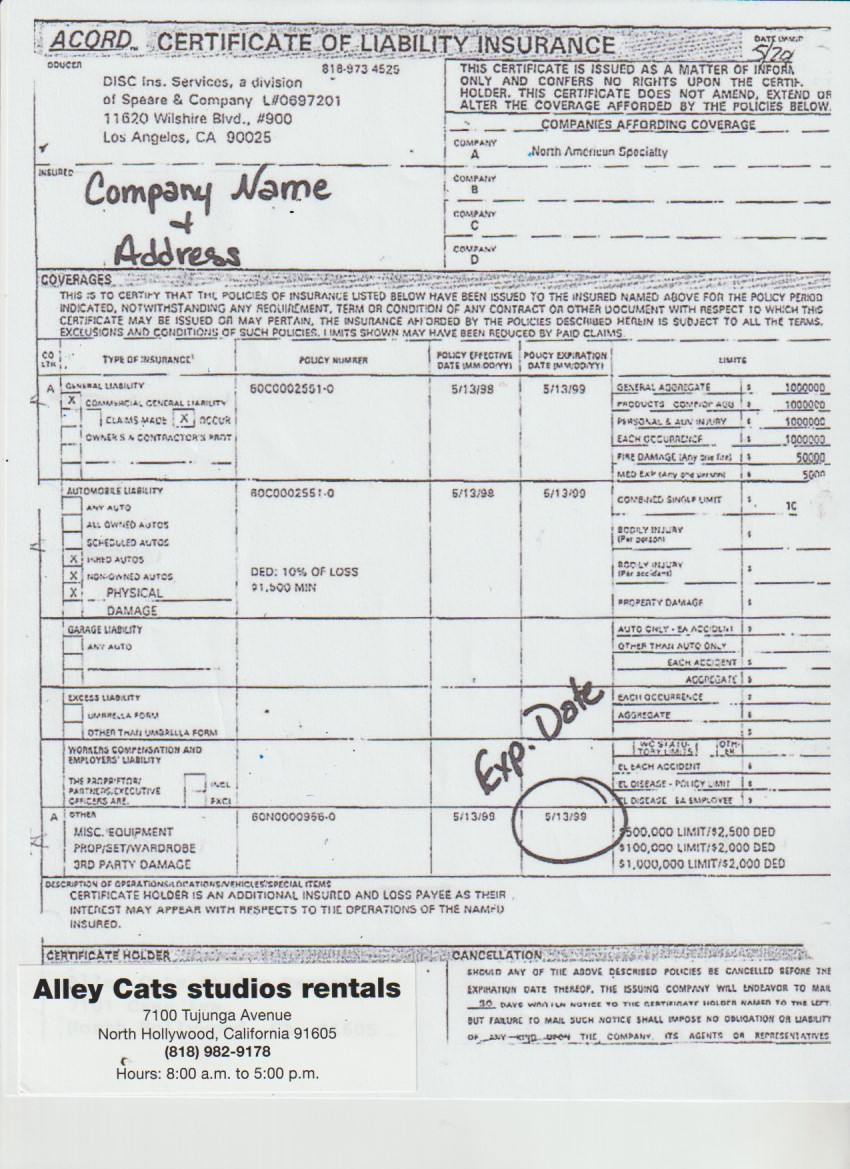 ACORD CERTIFICATE OF LIABILITY INSURANCE
5/20
818-973 4525
DISC Ins. Services, a division
of Speare & Company L#0697201
11620 Wilshire Blvd., #900
Los Angeles, CA 90025
THIS CERTIFICATE IS ISSUED AS A MATTER OF INFOR
ONLY AND CONFERS NO RIGHTS UPON THE CERTIF
HOLDER. THIS CERTIFICATE DOES NOT AMEND, EXTEND OR
ALTER THE COVERAGE AFFORDED BY THE POLICIES BELOW.
COMPANIES AFFORDING COVERAGE
COMPANY A North American Specialty
COMPANY B
COMPANY C
COMPANY D
INSURED
Company Name
+
Address
COVERAGES
THIS IS TO CERTIFY THAT THE POLICIES OF INSURANCE LISTED BELOW HAVE BEEN ISSUED TO THE INSURED NAMED ABOVE FOR THE POLICY PERIOD
INDICATED, NOTWITHSTANDING ANY REQUIREMENT, TERM OR CONDITION OF ANY CONTRACT OR OTHER DOCUMENT WITH RESPECT TO WHICH THIS
CERTIFICATE MAY BE ISSUED OR MAY PERTAIN, THE INSURANCE AFFORDED BY THE POLICIES DESCRIBED HEREIN IS SUBJECT TO ALL THE TERMS,
EXCLUSIONS AND CONDITIONS OF SUCH POLICIES. LIMITS SHOWN MAY HAVE BEEN REDUCED BY PAID CLAIMS.
CO LTR TYPE OF INSURANCE POLICY NUMBER POLICY EFFECTIVE DATE (MM/DD/YY) POLICY EXPIRATION DATE (MM/DD/YY) LIMITS
A GENERAL LIABILITY 60C0002551-0 5/13/98 5/13/99 GENERAL AGGREGATE $ 1000000
X COMMERCIAL GENERAL LIABILITY PRODUCTS COMP/OP AGG $ 1000000
CLAIMS MADE X OCCUR PERSONAL & ADV INJURY $ 1000000
OWNER'S & CONTRACTOR'S PROT EACH OCCURRENCE $ 1000000
FIRE DAMAGE (Any one fire) $ 50000
MED EXP (Any one person) $ 5000
AUTOMOBILE LIABILITY 60C0002551-0 5/13/98 5/13/99 COMBINED SINGLE LIMIT $
ANY AUTO
ALL OWNED AUTOS BODILY INJURY (Per person) $
SCHEDULED AUTOS
X HIRED AUTOS BODILY INJURY (Per accident) $
X NON-OWNED AUTOS DED: 10% OF LOSS
X PHYSICAL $1,500 MIN
DAMAGE PROPERTY DAMAGE $
GARAGE LIABILITY AUTO ONLY - EA ACCIDENT $
ANY AUTO OTHER THAN AUTO ONLY
EACH ACCIDENT $
AGGREGATE $
EXCESS LIABILITY EACH OCCURRENCE $
UMBRELLA FORM AGGREGATE $
OTHER THAN UMBRELLA FORM $
Exp. Date
WORKERS COMPENSATION AND WC STATUTORY LIMITS OTHER
EMPLOYERS' LIABILITY EL EACH ACCIDENT $
THE PROPRIETOR/ INCL EL DISEASE - POLICY LIMIT $
PARTNERS/EXECUTIVE
OFFICERS ARE: EXCL EL DISEASE EA EMPLOYEE $
A OTHER 60N0000956-0 5/13/98 5/13/99
MISC. EQUIPMENT $500,000 LIMIT/$2,500 DED
PROP/SET/WARDROBE $100,000 LIMIT/$2,000 DED
3RD PARTY DAMAGE $1,000,000 LIMIT/$2,000 DED
DESCRIPTION OF OPERATIONS/LOCATIONS/VEHICLES/SPECIAL ITEMS
CERTIFICATE HOLDER IS AN ADDITIONAL INSURED AND LOSS PAYEE AS THEIR
INTEREST MAY APPEAR WITH RESPECTS TO THE OPERATIONS OF THE NAMED
INSURED.
CERTIFICATE HOLDER
Alley Cats studios rentals
7100 Tujunga Avenue
North Hollywood, California 91605
(818) 982-9178
Hours: 8:00 a.m. to 5:00 p.m.
CANCELLATION
SHOULD ANY OF THE ABOVE DESCRIBED POLICIES BE CANCELLED BEFORE THE
EXPIRATION DATE THEREOF, THE ISSUING COMPANY WILL ENDEAVOR TO MAIL
30 DAYS WRITTEN NOTICE TO THE CERTIFICATE HOLDER NAMED TO THE LEFT,
BUT FAILURE TO MAIL SUCH NOTICE SHALL IMPOSE NO OBLIGATION OR LIABILITY
OF ANY KIND UPON THE COMPANY, ITS AGENTS OR REPRESENTATIVES